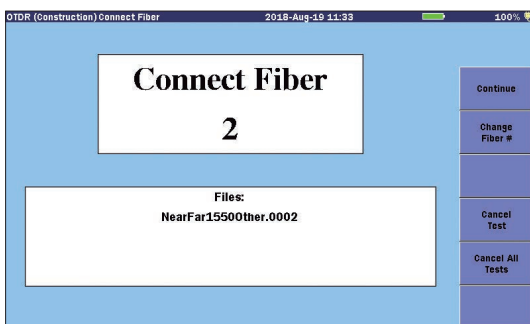 OTDR (Construction) Connect Fiber 2018-Aug-19 11:33 100%
Connect Fiber
2
Continue
Change
Fiber #
Files:
NearFar1550Other.0002
Cancel
Test
Cancel All
Tests